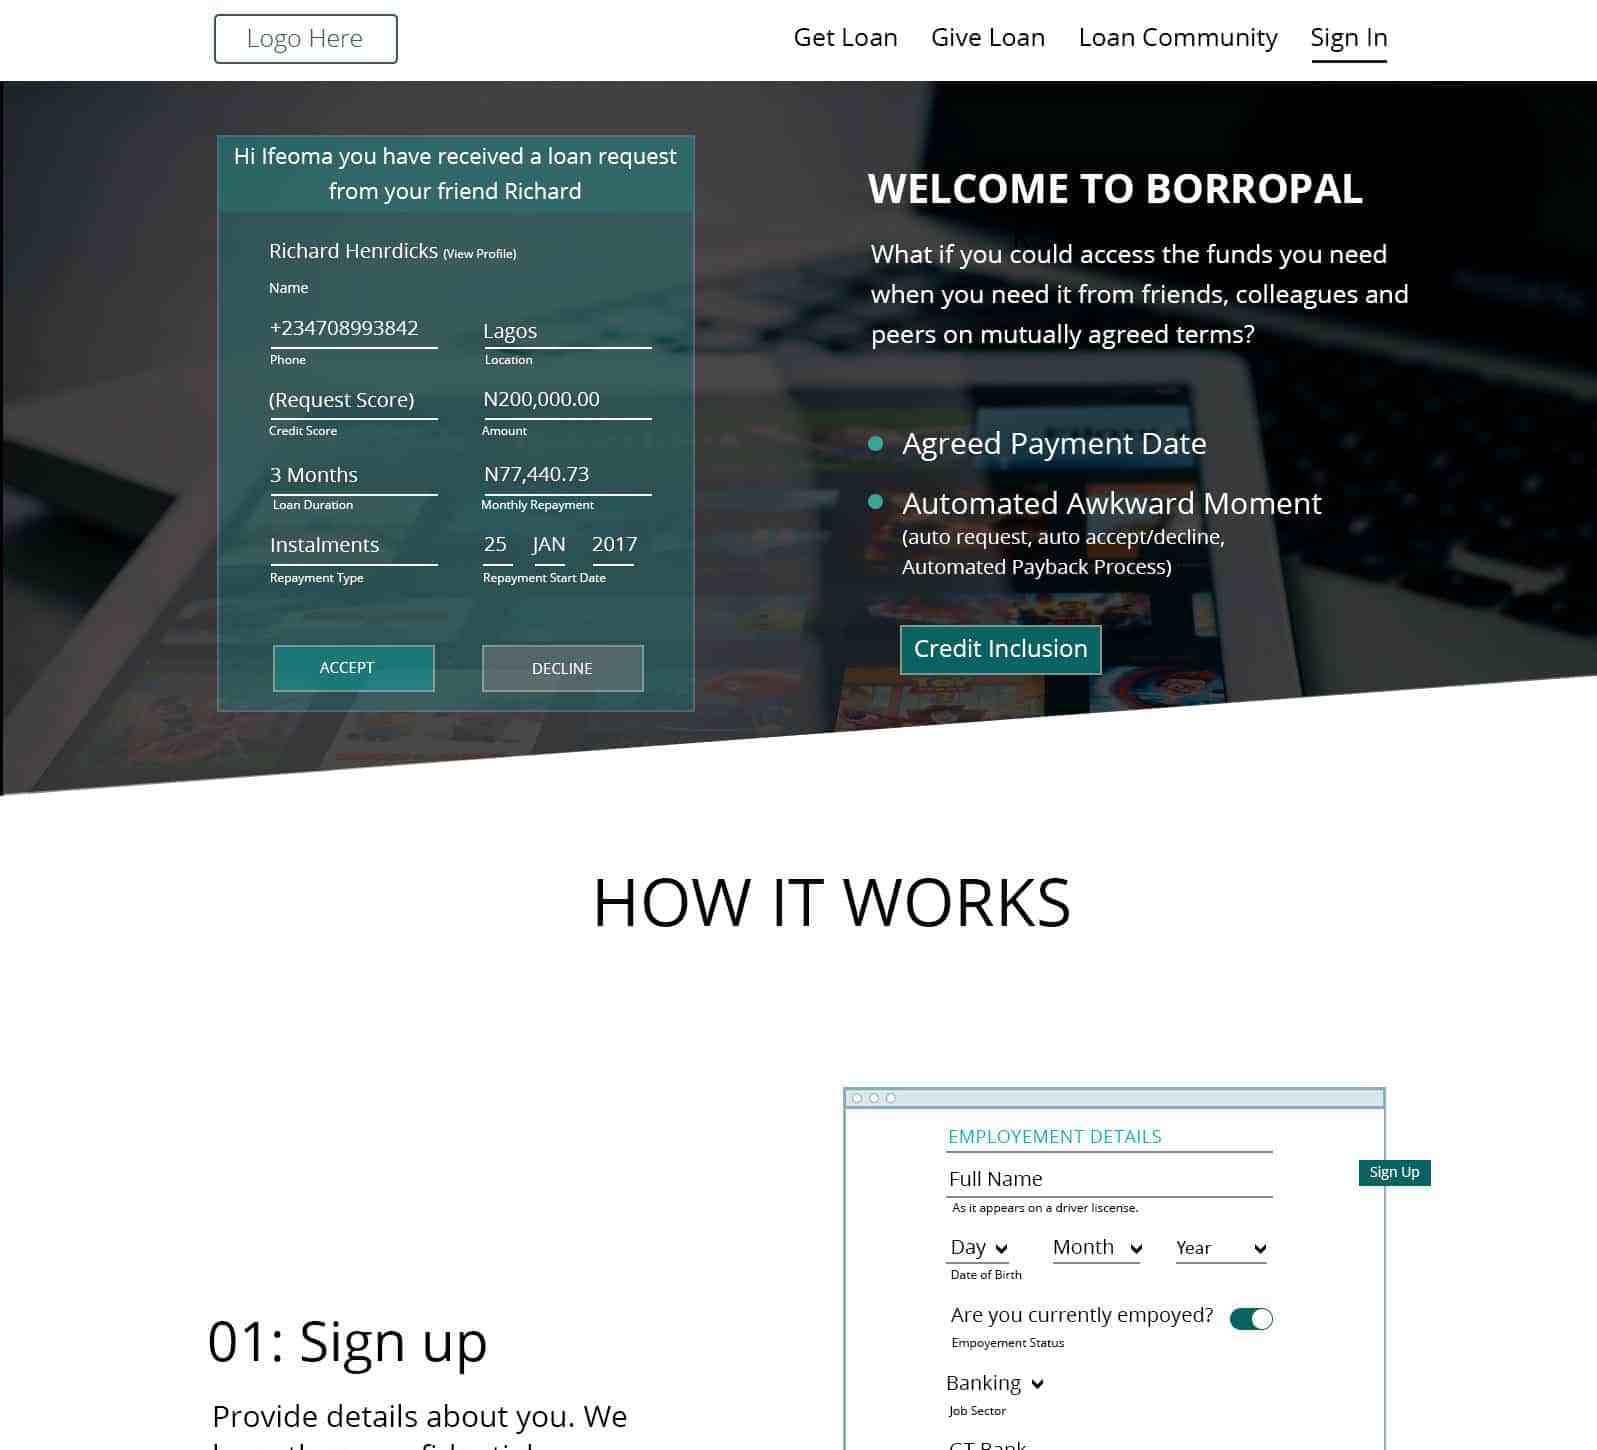 Logo Here
Get Loan Give Loan Loan Community Sign In
Hi Ifeoma you have received a loan request
from your friend Richard
Richard Henrdicks (View Profile)
Name
+234708993842 Lagos
Phone Location
(Request Score) N200,000.00
Credit Score Amount
3 Months N77,440.73
Loan Duration Monthly Repayment
Instalments 25 JAN 2017
Repayment Type Repayment Start Date
ACCEPT DECLINE
WELCOME TO BORROPAL
What if you could access the funds you need
when you need it from friends, colleagues and
peers on mutually agreed terms?
Agreed Payment Date
Automated Awkward Moment
(auto request, auto accept/decline,
Automated Payback Process)
Credit Inclusion
HOW IT WORKS
01: Sign up
Provide details about you. We
EMPLOYEMENT DETAILS
Full Name
As it appears on a driver liscense.
Sign Up
Day Month Year
Date of Birth
Are you currently empoyed?
Empoyement Status
Banking
Job Sector
GT Bank